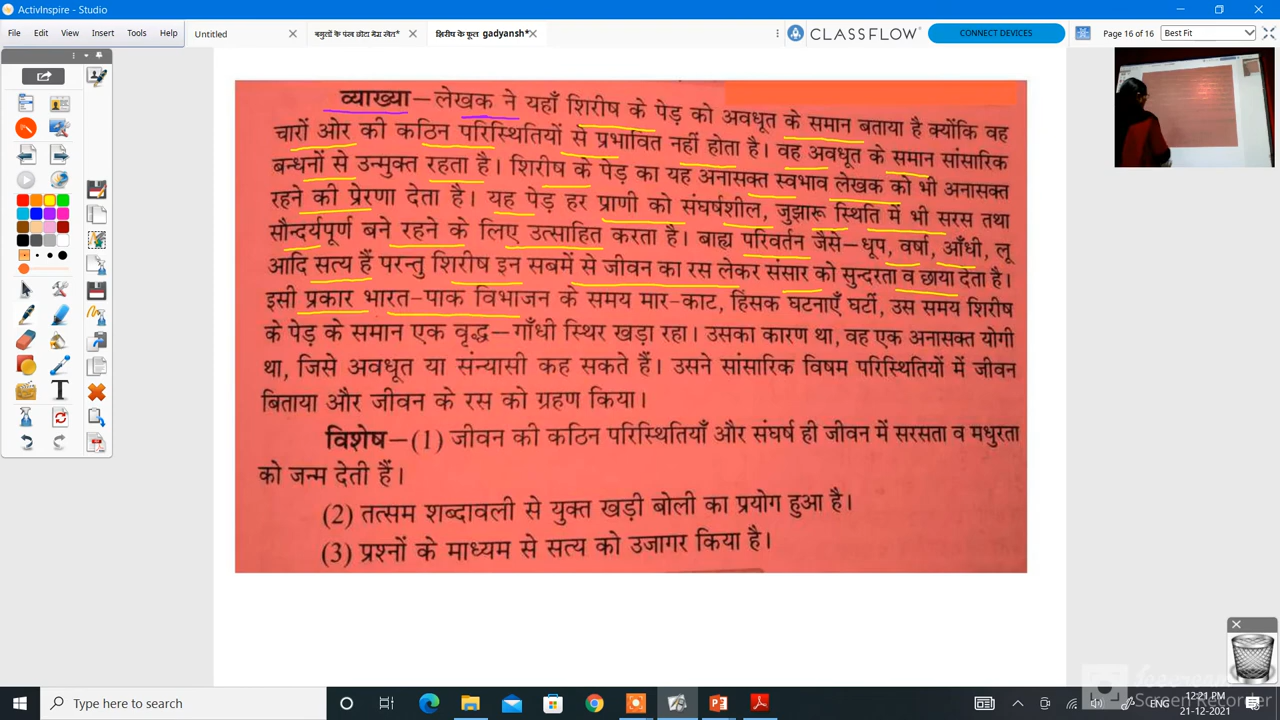 ActivInspire - Studio
File Edit View Insert Tools Help
Untitled
बगुलों के पंख छोटा मेरा खेत*
शिरीष के फूल gadyansh*
CLASSFLOW
CONNECT DEVICES
Page 16 of 16
Best Fit
व्याख्या–लेखक ने यहाँ शिरीष के पेड़ को अवधूत के समान बताया है क्योंकि वह
चारों ओर की कठिन परिस्थितियों से प्रभावित नहीं होता है। वह अवधूत के समान सांसारिक
बन्धनों से उन्मुक्त रहता है। शिरीष के पेड़ का यह अनासक्त स्वभाव लेखक को भी अनासक्त
रहने की प्रेरणा देता है। यह पेड़ हर प्राणी को संघर्षशील, जुझारू स्थिति में भी सरस तथा
सौन्दर्यपूर्ण बने रहने के लिए उत्साहित करता है। बाह्य परिवर्तन जैसे–धूप, वर्षा, आँधी, लू
आदि सत्य हैं परन्तु शिरीष इन सबमें से जीवन का रस लेकर संसार को सुन्दरता व छाया देता है।
इसी प्रकार भारत-पाक विभाजन के समय मार-काट, हिंसक घटनाएँ घटीं, उस समय शिरीष
के पेड़ के समान एक वृद्ध–गाँधी स्थिर खड़ा रहा। उसका कारण था, वह एक अनासक्त योगी
था, जिसे अवधूत या संन्यासी कह सकते हैं। उसने सांसारिक विषम परिस्थितियों में जीवन
बिताया और जीवन के रस को ग्रहण किया।
विशेष–(1) जीवन की कठिन परिस्थितियाँ और संघर्ष ही जीवन में सरसता व मधुरता
को जन्म देती हैं।
(2) तत्सम शब्दावली से युक्त खड़ी बोली का प्रयोग हुआ है।
(3) प्रश्नों के माध्यम से सत्य को उजागर किया है।
Screen Recorder
Type here to search
ENG
12:21 PM
21-12-2021